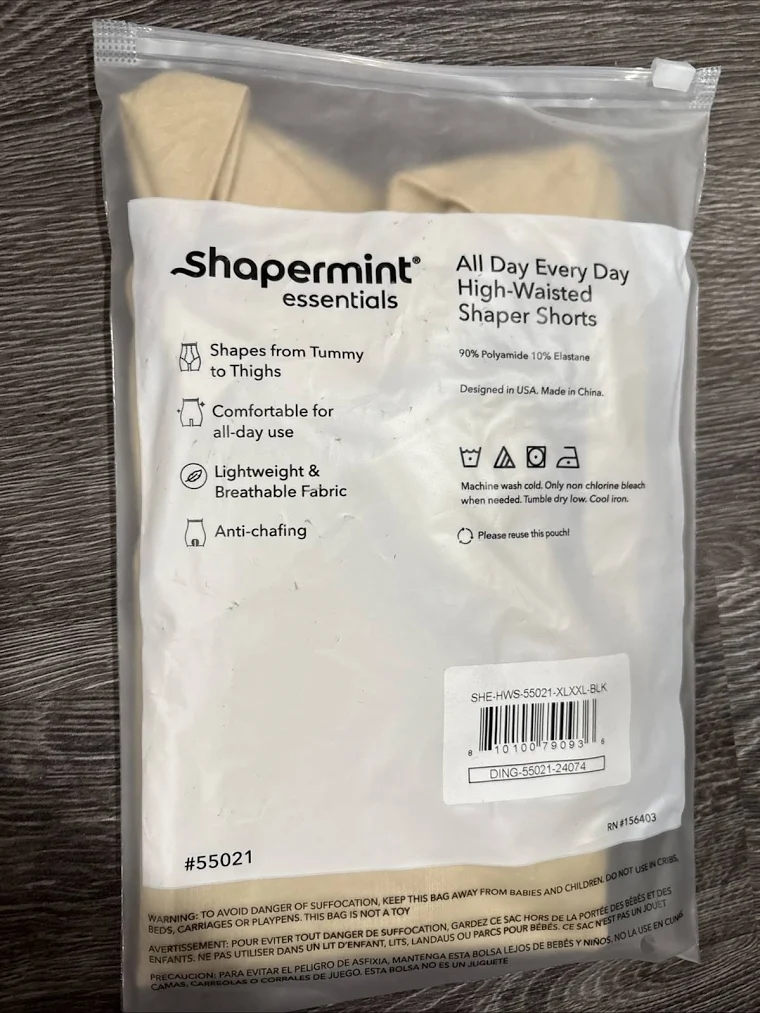 Shapermint®
essentials
Shapes from Tummy
to Thighs
Comfortable for
all-day use
Lightweight &
Breathable Fabric
Anti-chafing
All Day Every Day
High-Waisted
Shaper Shorts
90% Polyamide 10% Elastane
Designed in USA. Made in China.
Machine wash cold. Only non chlorine bleach
when needed. Tumble dry low. Cool iron.
Please reuse this pouch!
SHE-HWS-55021-XLXXL-BLK
8 10100 79093 6
DING-55021-24074
RN #156403
#55021
WARNING: TO AVOID DANGER OF SUFFOCATION, KEEP THIS BAG AWAY FROM BABIES AND CHILDREN. DO NOT USE IN CRIBS,
BEDS, CARRIAGES OR PLAYPENS. THIS BAG IS NOT A TOY
AVERTISSEMENT: POUR EVITER TOUT DANGER DE SUFFOCATION, GARDEZ CE SAC HORS DE LA PORTÉE DES BÉBÉS ET DES
ENFANTS. NE PAS UTILISER DANS UN LIT D'ENFANT, LITS, LANDAUS OU PARCS POUR BÉBÉS. CE SAC N'EST PAS UN JOUET
PRECAUCION: PARA EVITAR EL PELIGRO DE ASFIXIA, MANTENGA ESTA BOLSA LEJOS DE BEBÉS Y NIÑOS. NO LA USE EN CUNAS
CAMAS, CARREOLAS O CORRALES DE JUEGO. ESTA BOLSA NO ES UN JUGUETE